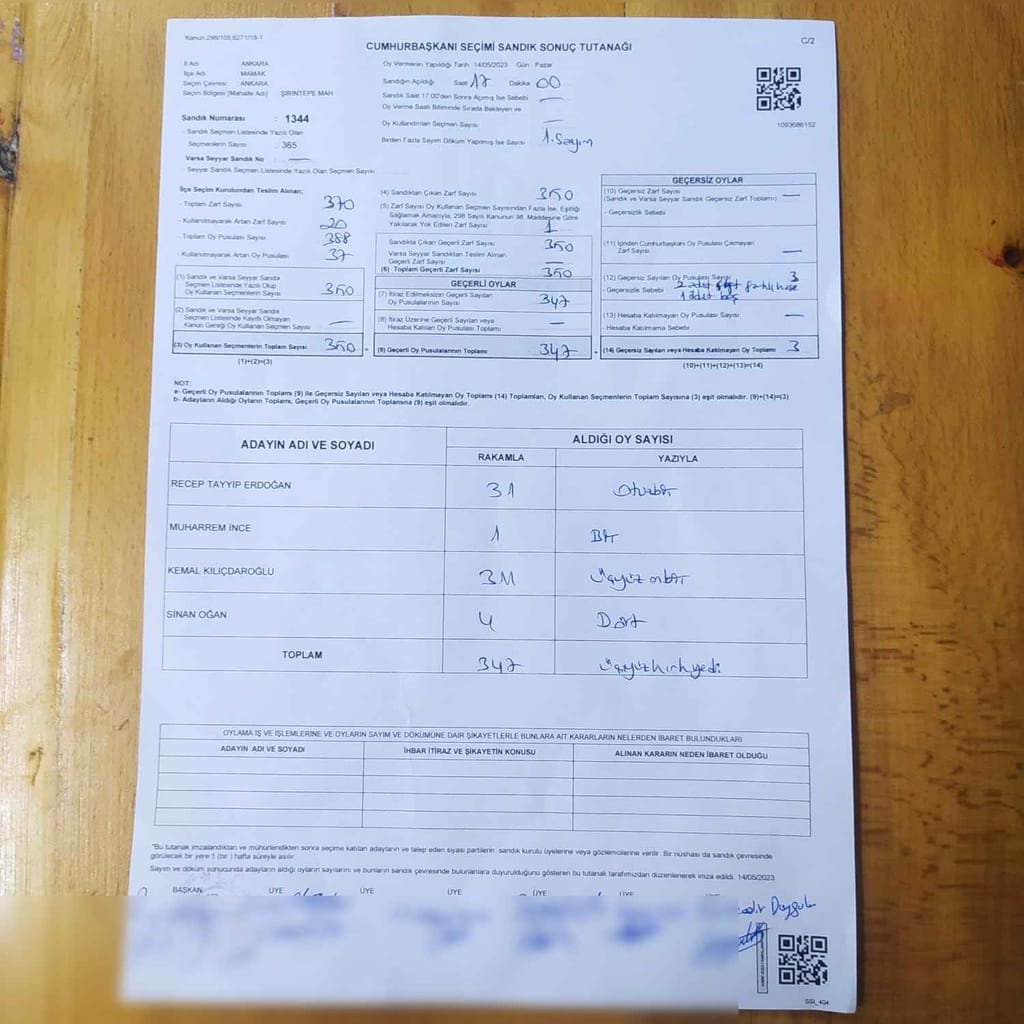 Kanun.298/105,6271/18-1
C/2
CUMHURBAŞKANI SEÇİMİ SANDIK SONUÇ TUTANAĞI
İl Adı ANKARA
İlçe Adı MAMAK
Seçim Çevresi : ANKARA
Seçim Bölgesi (Mahalle Adı) ŞİRİNTEPE MAH
Oy Vermenin Yapıldığı Tarih: 14/05/2023 Gün Pazar
Sandığın Açıldığı Saat 17 Dakika 00
Sandık Saat 17:00'den Sonra Açılmış İse Sebebi —
Oy Verme Saati Bitiminde Sırada Bekleyen ve
Oy Kullandırılan Seçmen Sayısı —
Birden Fazla Sayım Döküm Yapılmış İse Sayısı 1. Sayım
1093686152
Sandık Numarası : 1344
Sandık Seçmen Listesinde Yazılı Olan
Seçmenlerin Sayısı : 365
Varsa Seyyar Sandık No —
Seyyar Sandık Seçmen Listesinde Yazılı Olan Seçmen Sayısı
İlçe Seçim Kurulundan Teslim Alınan;
- Toplam Zarf Sayısı 370
- Kullanılmayarak Artan Zarf Sayısı 20
- Toplam Oy Pusulası Sayısı 388
- Kullanılmayarak Artan Oy Pusulası 37
(1) Sandık ve Varsa Seyyar Sandık
Seçmen Listesinde Yazılı Olup
Oy Kullanan Seçmenlerin Sayısı 350
(2) Sandık ve Varsa Seyyar Sandık
Seçmen Listesinde Kayıtlı Olmayan
Kanun Gereği Oy Kullanan Seçmen Sayısı —
(3) Oy Kullanan Seçmenlerin Toplam Sayısı 350
(1)+(2)=(3)
(4) Sandıktan Çıkan Zarf Sayısı 350
(5) Zarf Sayısı Oy Kullanan Seçmen Sayısından Fazla İse, Eşitliği
Sağlamak Amacıyla, 298 Sayılı Kanunun 98. Maddesine Göre
Yakılarak Yok Edilen Zarf Sayısı 1
Sandıkta Çıkan Geçerli Zarf Sayısı 350
Varsa Seyyar Sandıktan Teslim Alınan
Geçerli Zarf Sayısı —
(6) Toplam Geçerli Zarf Sayısı 350
GEÇERLİ OYLAR
(7) İtiraz Edilmeksizin Geçerli Sayılan
Oy Pusulalarının Sayısı 347
(8) İtiraz Üzerine Geçerli Sayılan veya
Hesaba Katılan Oy Pusulası Toplamı —
(9) Geçerli Oy Pusulalarının Toplamı 347
GEÇERSİZ OYLAR
(10) Geçersiz Zarf Sayısı —
(Sandık ve Varsa Seyyar Sandık Geçersiz Zarf Toplamı)
- Geçersizlik Sebebi
(11) İçinden Cumhurbaşkanı Oy Pusulası Çıkmayan
Zarf Sayısı —
(12) Geçersiz Sayılan Oy Pusulası Sayısı 3
- Geçersizlik Sebebi 2 adet
1 adet boş
(13) Hesaba Katılmayan Oy Pusulası Sayısı —
- Hesaba Katılmama Sebebi
(14) Geçersiz Sayılan veya Hesaba Katılmayan Oy Toplamı 3
(10)+(11)+(12)+(13)=(14)
NOT:
a- Geçerli Oy Pusulalarının Toplamı (9) ile Geçersiz Sayılan veya Hesaba Katılmayan Oy Toplamı (14) Toplamları, Oy Kullanan Seçmenlerin Toplam Sayısına (3) eşit olmalıdır. (9)+(14)=(3)
b- Adayların Aldığı Oyların Toplamı, Geçerli Oy Pusulalarının Toplamına (9) eşit olmalıdır.
ADAYIN ADI VE SOYADI
ALDIĞI OY SAYISI
RAKAMLA YAZIYLA
RECEP TAYYİP ERDOĞAN 31 Otuzbir
MUHARREM İNCE 1 Bir
KEMAL KILIÇDAROĞLU 311 Üçyüz onbir
SİNAN OĞAN 4 Dört
TOPLAM 347 Üçyüzkırkyedi
OYLAMA İŞ VE İŞLEMLERİNE VE OYLARIN SAYIM VE DÖKÜMÜNE DAİR ŞİKAYETLERLE BUNLARA AİT KARARLARIN NELERDEN İBARET BULUNDUKLARI
ADAYIN ADI VE SOYADI İHBAR İTİRAZ VE ŞİKAYETİN KONUSU ALINAN KARARIN NEDEN İBARET OLDUĞU
"Bu tutanak imzalandıktan ve mühürlendikten sonra seçime katılan adayların ve talep eden siyasi partilerin, sandık kurulu üyelerine veya gözlemcilerine verilir. Bir nüshası da sandık çevresinde
görülecek bir yere 1 (bir ) hafta süreyle asılır.
Sayım ve döküm sonucunda adayların aldığı oyların sayılarını ve bunların sandık çevresinde bulunanlara duyurulduğunu gösteren bu tutanak tarafımızdan düzenlenerek imza edildi. 14/05/2023
BAŞKAN ÜYE ÜYE ÜYE ÜYE ÜYE